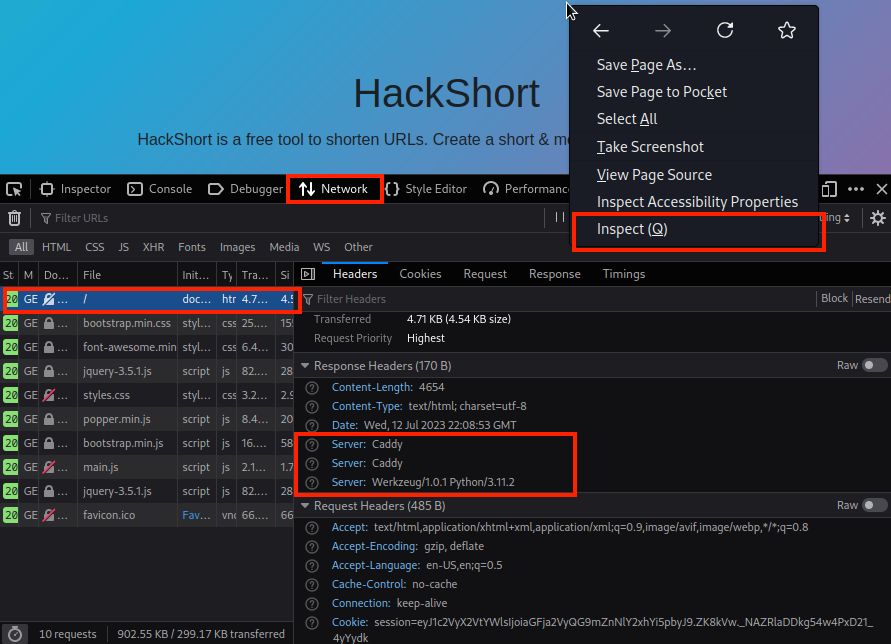 HackShort
HackShort is a free tool to shorten URLs. Create a short & me
Save Page As…
Save Page to Pocket
Select All
Take Screenshot
View Page Source
Inspect Accessibility Properties
Inspect (Q)
Inspector Console Debugger Network Style Editor Performance
Filter URLs
All HTML CSS JS XHR Fonts Images Media WS Other
St M Do… File Init… Ty Tra… Si
20 GE … / doc… htr 4.7… 4.5
20 GE … bootstrap.min.css styl… css 25.… 155
20 GE … font-awesome.min styl… css 6.4… 30
20 GE … jquery-3.5.1.js script js 82.… 28
20 GE … styles.css styl… css 3.2… 2.9
20 GE … popper.min.js script js 8.4… 20
20 GE … bootstrap.min.js script js 16.… 58
20 GE … main.js script js 2.1… 1.7
20 GE … jquery-3.5.1.js script js 82.… 28
20 GE … favicon.ico Fav… vnc 66.… 66
10 requests 902.55 KB / 299.17 KB transferred
Headers Cookies Request Response Timings
Filter Headers Block Resend
Transferred 4.71 KB (4.54 KB size)
Request Priority Highest
Response Headers (170 B) Raw
Content-Length: 4654
Content-Type: text/html; charset=utf-8
Date: Wed, 12 Jul 2023 22:08:53 GMT
Server: Caddy
Server: Caddy
Server: Werkzeug/1.0.1 Python/3.11.2
Request Headers (485 B) Raw
Accept: text/html,application/xhtml+xml,application/xml;q=0.9,image/avif,image/webp,*/*;q=0.8
Accept-Encoding: gzip, deflate
Accept-Language: en-US,en;q=0.5
Cache-Control: no-cache
Connection: keep-alive
Cookie: session=eyJ1c2VyX2VtYWlsIjoiaGFja2VyQG9mZnNlY2xhYi5pbyJ9.ZK8kVw._NAZRlaDDkg54w4PxD21_
4yYydk